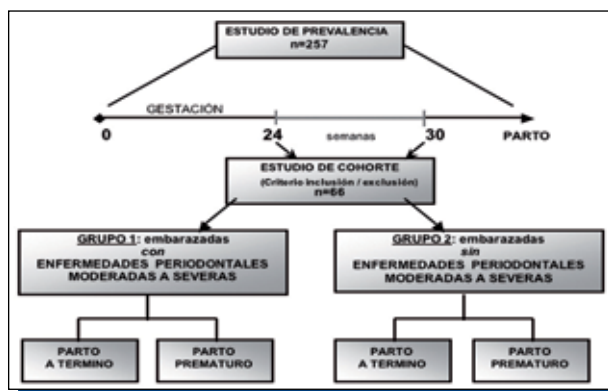 ESTUDIO DE PREVALENCIA
n=257
GESTACIÓN
0 24 semanas 30 PARTO
ESTUDIO DE COHORTE
(Criterio inclusión / exclusión)
n=66
GRUPO 1: embarazadas
con
ENFERMEDADES PERIODONTALES
MODERADAS A SEVERAS
GRUPO 2: embarazadas
sin
ENFERMEDADES PERIODONTALES
MODERADAS A SEVERAS
PARTO
A TERMINO
PARTO
PREMATURO
PARTO
A TERMINO
PARTO
PREMATURO